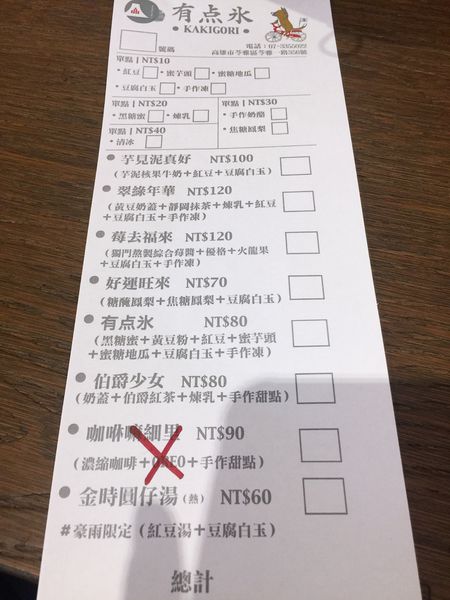 有点氷
• KAKIGORI •
號碼
電話：07-3355022
單點 | NT$10
• 紅豆 • 蜜芋頭 • 蜜糖地瓜
• 豆腐白玉 • 手作凍
單點 | NT$20 單點 | NT$30
• 黑糖蜜 • 煉乳 • 手作奶酪
單點 | NT$40 • 焦糖鳳梨
• 清冰
• 芋見泥真好 NT$100
（芋泥核果牛奶＋紅豆＋豆腐白玉）
• 翠綠年華 NT$120
（黃豆奶蓋＋靜岡抹茶＋煉乳＋紅豆
＋豆腐白玉＋手作凍）
• 莓去福來 NT$120
（獨門熬製綜合莓醬＋優格＋火龍果
＋豆腐白玉＋手作凍）
• 好運旺來 NT$70
（糖醃鳳梨＋焦糖鳳梨＋豆腐白玉）
• 有点氷 NT$80
（黑糖蜜＋黃豆粉＋紅豆＋蜜芋頭
＋蜜糖地瓜＋豆腐白玉＋手作凍）
• 伯爵少女 NT$80
（奶蓋＋伯爵紅茶＋煉乳＋手作甜點）
• 咖咻嘛細里 NT$90
（濃縮咖啡＋OREO＋手作甜點）
• 金時圓仔湯（熱） NT$60
#豪雨限定（紅豆湯＋豆腐白玉）
總計